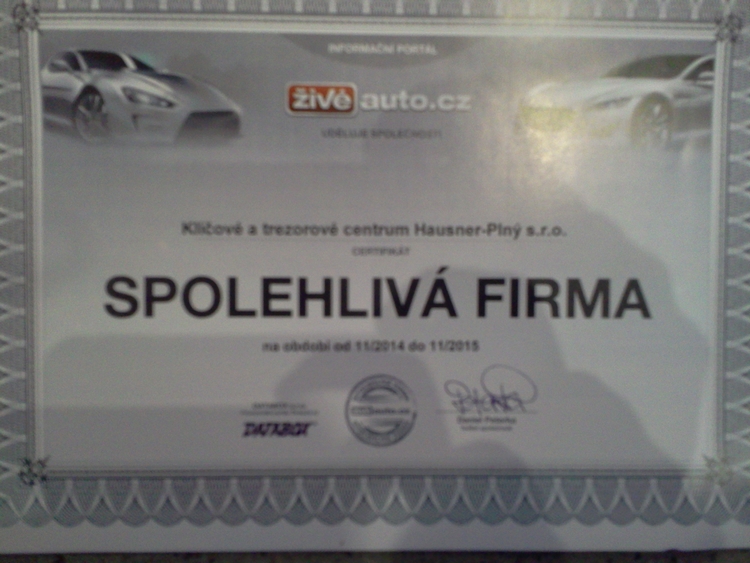 INFORMAČNÍ PORTÁL
živě auto.cz
UDĚLUJE SPOLEČNOSTI
Klíčové a trezorové centrum Hausner-Plný s.r.o.
CERTIFIKÁT
SPOLEHLIVÁ FIRMA
na období od 11/2014 do 11/2015
DATABOX
Daniel